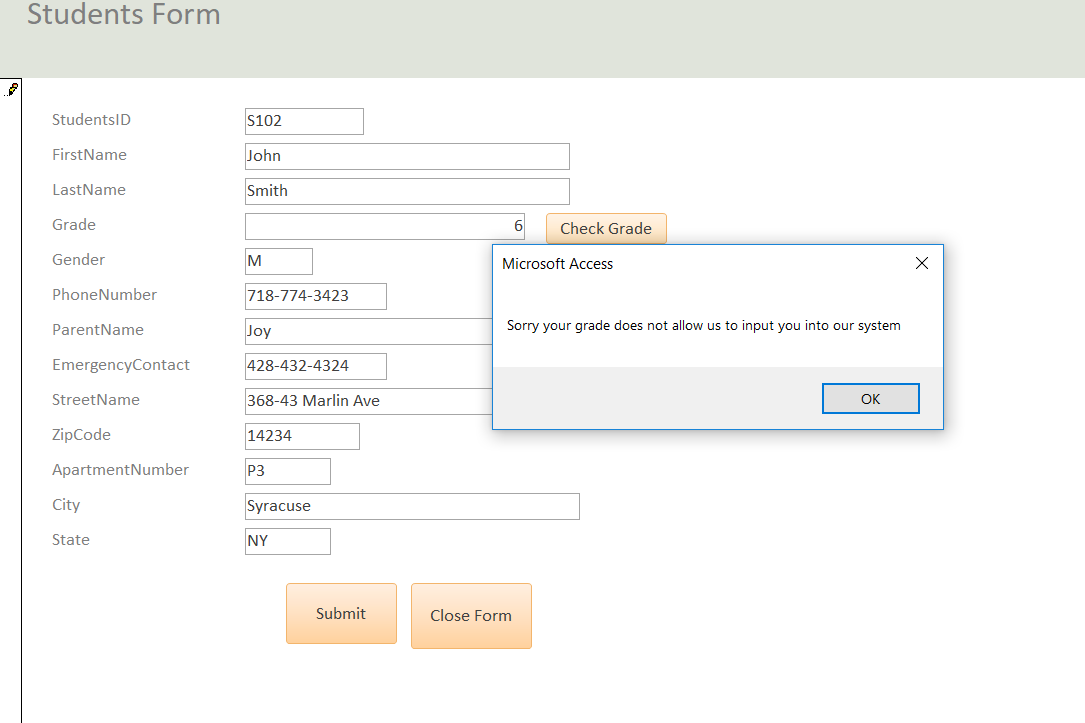 Students Form
StudentsID S102
FirstName John
LastName Smith
Grade 6 Check Grade
Gender M
Microsoft Access
PhoneNumber 718-774-3423
ParentName Joy
Sorry your grade does not allow us to input you into our system
EmergencyContact 428-432-4324
StreetName 368-43 Marlin Ave
OK
ZipCode 14234
ApartmentNumber P3
City Syracuse
State NY
Submit Close Form